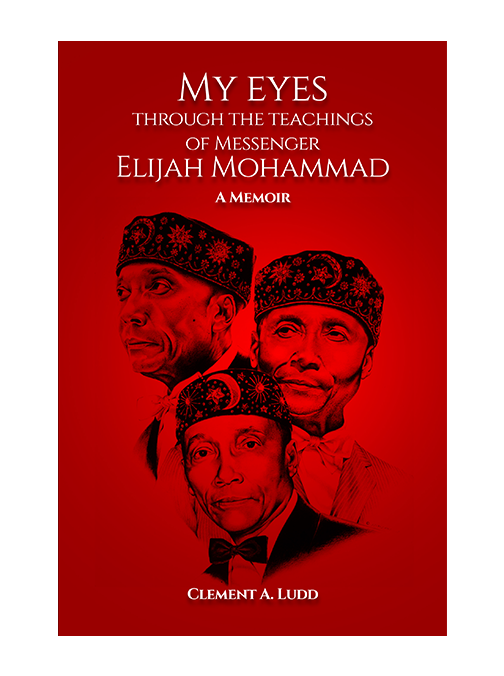 My eyes
through the teachings
of Messenger
Elijah Mohammad
A Memoir
Clement A. Ludd